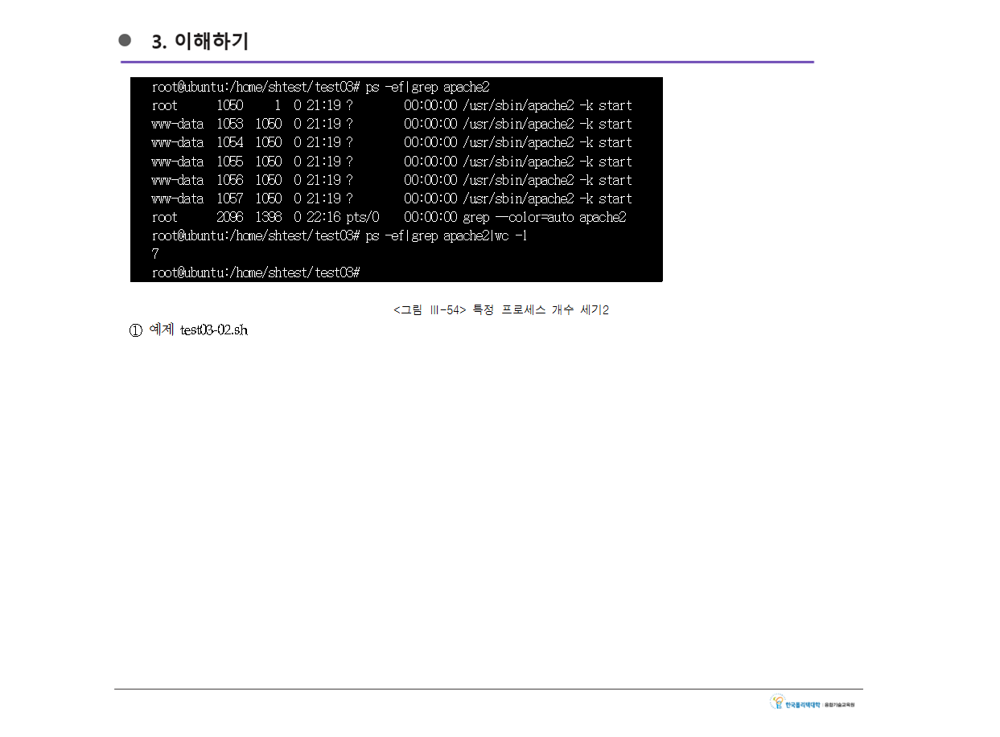 ● 3. 이해하기
root@ubuntu:/home/shtest/test03# ps -ef|grep apache2
root 1050 1 0 21:19 ? 00:00:00 /usr/sbin/apache2 -k start
www-data 1053 1050 0 21:19 ? 00:00:00 /usr/sbin/apache2 -k start
www-data 1054 1050 0 21:19 ? 00:00:00 /usr/sbin/apache2 -k start
www-data 1055 1050 0 21:19 ? 00:00:00 /usr/sbin/apache2 -k start
www-data 1056 1050 0 21:19 ? 00:00:00 /usr/sbin/apache2 -k start
www-data 1057 1050 0 21:19 ? 00:00:00 /usr/sbin/apache2 -k start
root 2096 1398 0 22:16 pts/0 00:00:00 grep --color=auto apache2
root@ubuntu:/home/shtest/test03# ps -ef|grep apache2|wc -l
7
root@ubuntu:/home/shtest/test03#
<그림 Ⅲ-54> 특정 프로세스 개수 세기2
① 예제 test03-02.sh
한국폴리텍대학 | 융합기술교육원